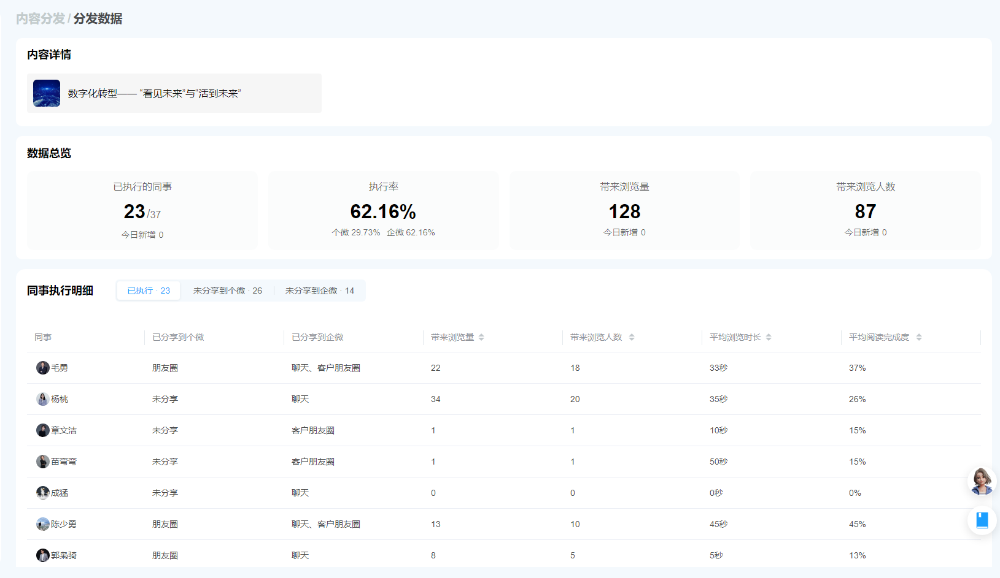 内容分发 / 分发数据
内容详情
数字化转型—— “看见未来”与“活到未来”
数据总览
已执行的同事 执行率 带来浏览量 带来浏览人数
23/37 62.16% 128 87
今日新增 0 个微 29.73% 企微 62.16% 今日新增 0 今日新增 0
同事执行明细 已执行 · 23 未分享到个微 · 26 未分享到企微 · 14
同事 已分享到个微 已分享到企微 带来浏览量 带来浏览人数 平均浏览时长 平均阅读完成度
毛勇 朋友圈 聊天、客户朋友圈 22 18 33秒 37%
杨桃 未分享 聊天 34 20 35秒 26%
章文洁 未分享 客户朋友圈 1 1 10秒 15%
苗弯弯 未分享 客户朋友圈 1 1 50秒 15%
成猛 未分享 聊天 0 0 0秒 0%
陈少勇 朋友圈 聊天、客户朋友圈 13 10 45秒 45%
郭枭骑 朋友圈 聊天 8 5 5秒 13%